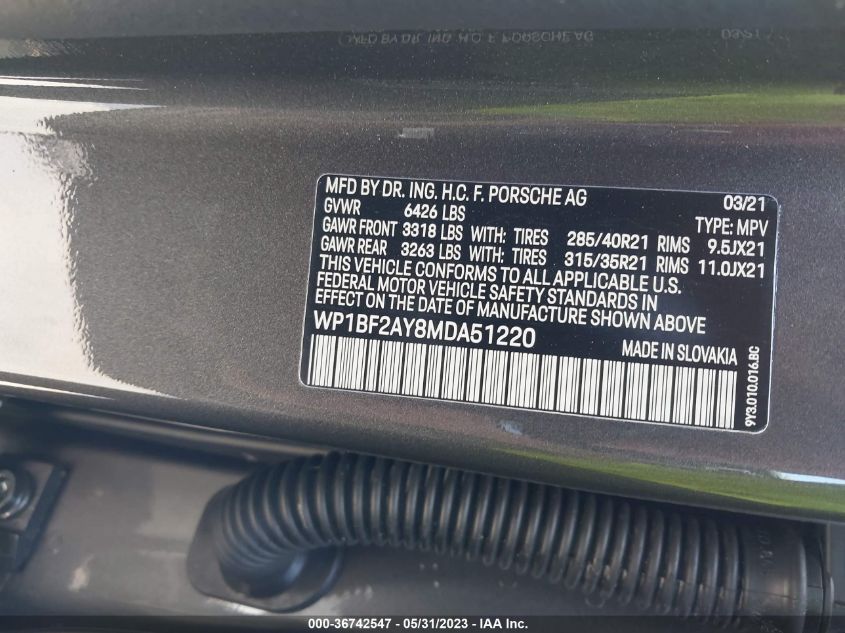 MFD BY DR. ING. H.C. F. PORSCHE AG 03/21
GVWR 6426 LBS TYPE: MPV
GAWR FRONT 3318 LBS WITH: TIRES 285/40R21 RIMS 9.5JX21
GAWR REAR 3263 LBS WITH: TIRES 315/35R21 RIMS 11.0JX21
THIS VEHICLE CONFORMS TO ALL APPLICABLE U.S.
FEDERAL MOTOR VEHICLE SAFETY STANDARDS IN
EFFECT ON THE DATE OF MANUFACTURE SHOWN ABOVE
WP1BF2AY8MDA51220
MADE IN SLOVAKIA
9Y3.010.016.BC
000-36742547 - 05/31/2023 - IAA Inc.